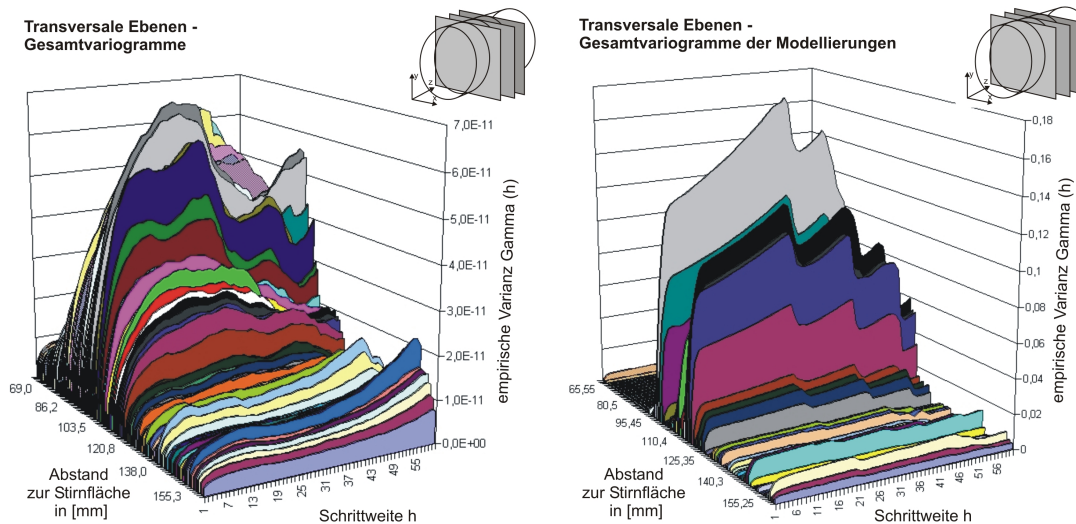 Transversale Ebenen -
Gesamtvariogramme
y
z
x
7,0E-11
6,0E-11
5,0E-11
4,0E-11
3,0E-11
2,0E-11
1,0E-11
0,0E+00
empirische Varianz Gamma (h)
69,0
86,2
103,5
120,8
138,0
155,3
Abstand
zur Stirnfläche
in [mm]
1
7
13
19
25
31
37
43
49
55
Schrittweite h
Transversale Ebenen -
Gesamtvariogramme der Modellierungen
y
z
x
0,18
0,16
0,14
0,12
0,1
0,08
0,06
0,04
0,02
0
empirische Varianz Gamma (h)
65,55
80,5
95,45
110,4
125,35
140,3
155,25
Abstand
zur Stirnfläche
in [mm]
1
6
11
16
21
26
31
36
41
46
51
56
Schrittweite h